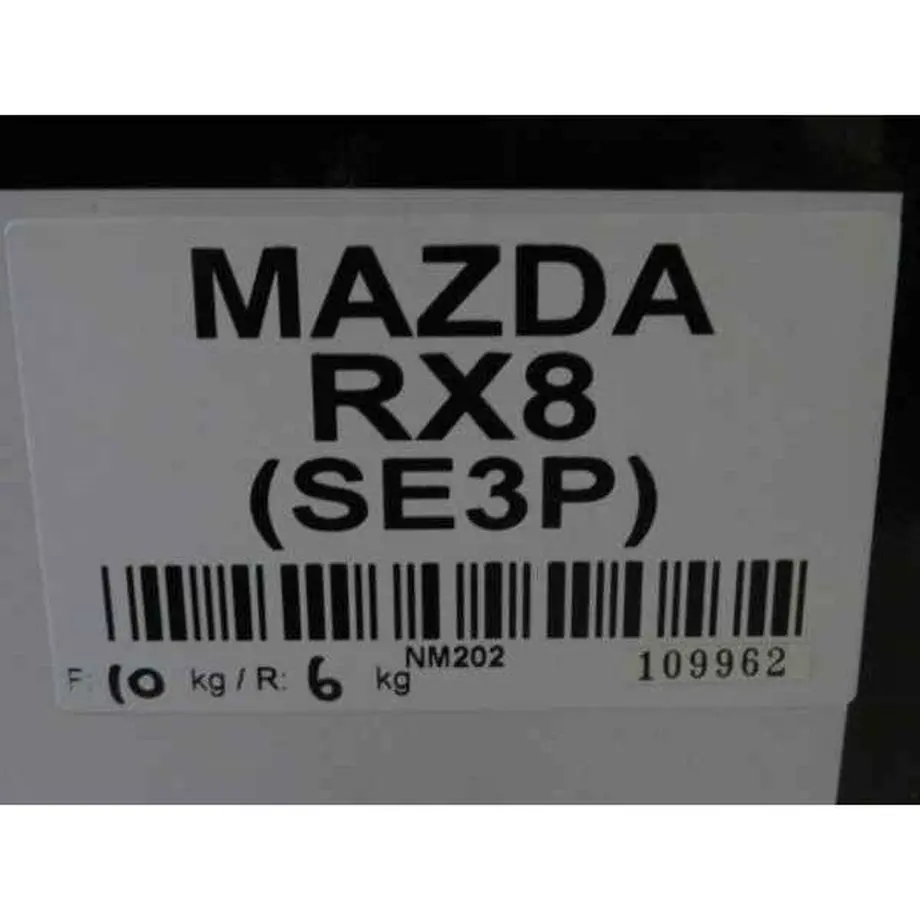 MAZDA
RX8
(SE3P)
NM202
F: 10 kg / R: 6 kg
109962